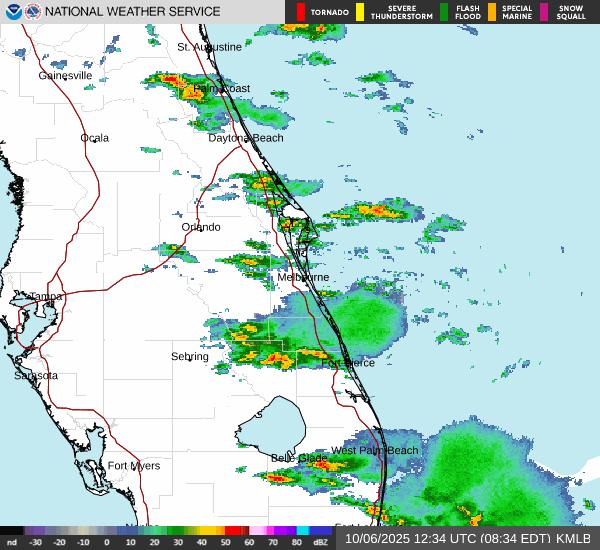 NATIONAL WEATHER SERVICE
TORNADO
SEVERE
THUNDERSTORM
FLASH
FLOOD
SPECIAL
MARINE
SNOW
SQUALL
St. Augustine
Gainesville
Palm Coast
Ocala
Daytona Beach
Orlando
Melbourne
Tampa
Sebring
Fort Pierce
Sarasota
West Palm Beach
Belle Glade
Fort Myers
nd -30 -20 -10 0 10 20 30 40 50 60 70 80 dBZ
10/06/2025 12:34 UTC (08:34 EDT) KMLB